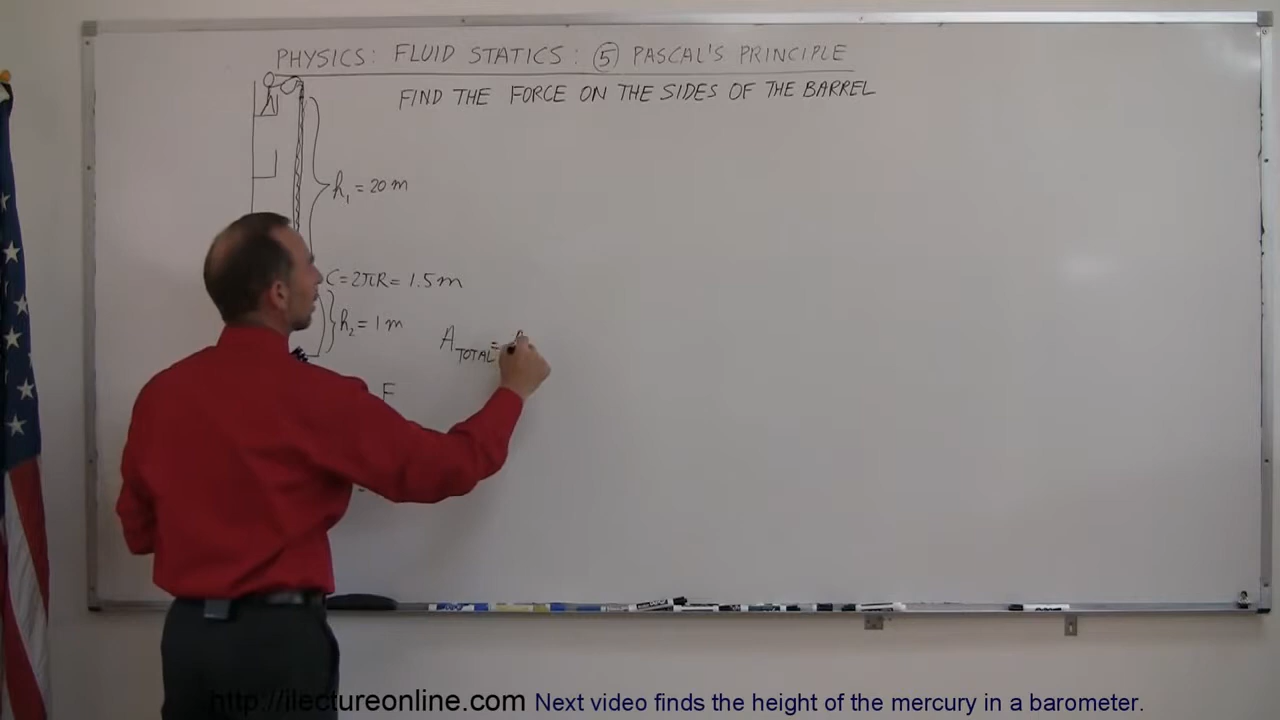 PHYSICS: FLUID STATICS: 5 PASCAL'S PRINCIPLE
FIND THE FORCE ON THE SIDES OF THE BARREL
h₁ = 20 m
C = 2πR = 1.5 m
h₂ = 1 m
A TOTAL =
F
http://ilectureonline.com Next video finds the height of the mercury in a barometer.